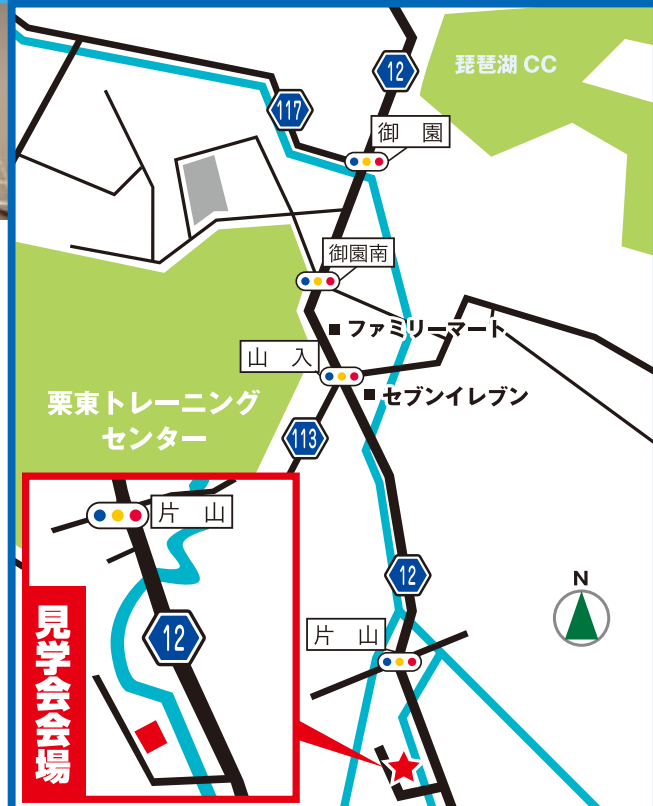 12
琵琶湖 CC
117
御 園
御園南
ファミリーマート
山 入
セブンイレブン
栗東トレーニング
センター
113
片 山
12
見学会会場
12
N
片 山